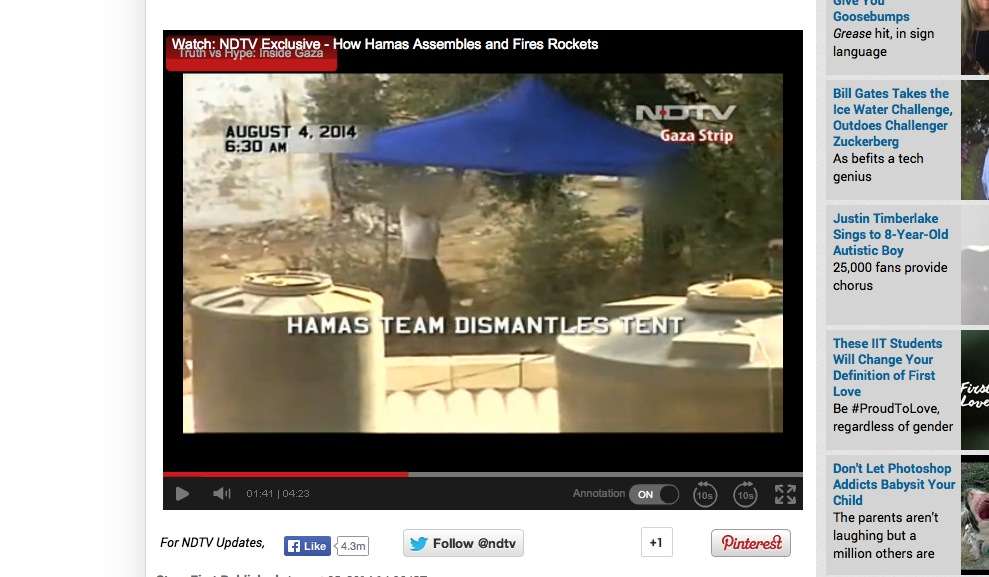 Watch: NDTV Exclusive - How Hamas Assembles and Fires Rockets
Truth vs Hype: Inside Gaza
AUGUST 4, 2014
6:30 AM
NDTV
Gaza Strip
HAMAS TEAM DISMANTLES TENT
01:41 | 04:23
Annotation
ON
10s
10s
For NDTV Updates,
Like
4.3m
Follow @ndtv
+1
Pinterest
Give You
Goosebumps
Grease hit, in sign
language
Bill Gates Takes the
Ice Water Challenge,
Outdoes Challenger
Zuckerberg
As befits a tech
genius
Justin Timberlake
Sings to 8-Year-Old
Autistic Boy
25,000 fans provide
chorus
These IIT Students
Will Change Your
Definition of First
Love
Be #ProudToLove,
regardless of gender
First
Love
Don't Let Photoshop
Addicts Babysit Your
Child
The parents aren't
laughing but a
million others are